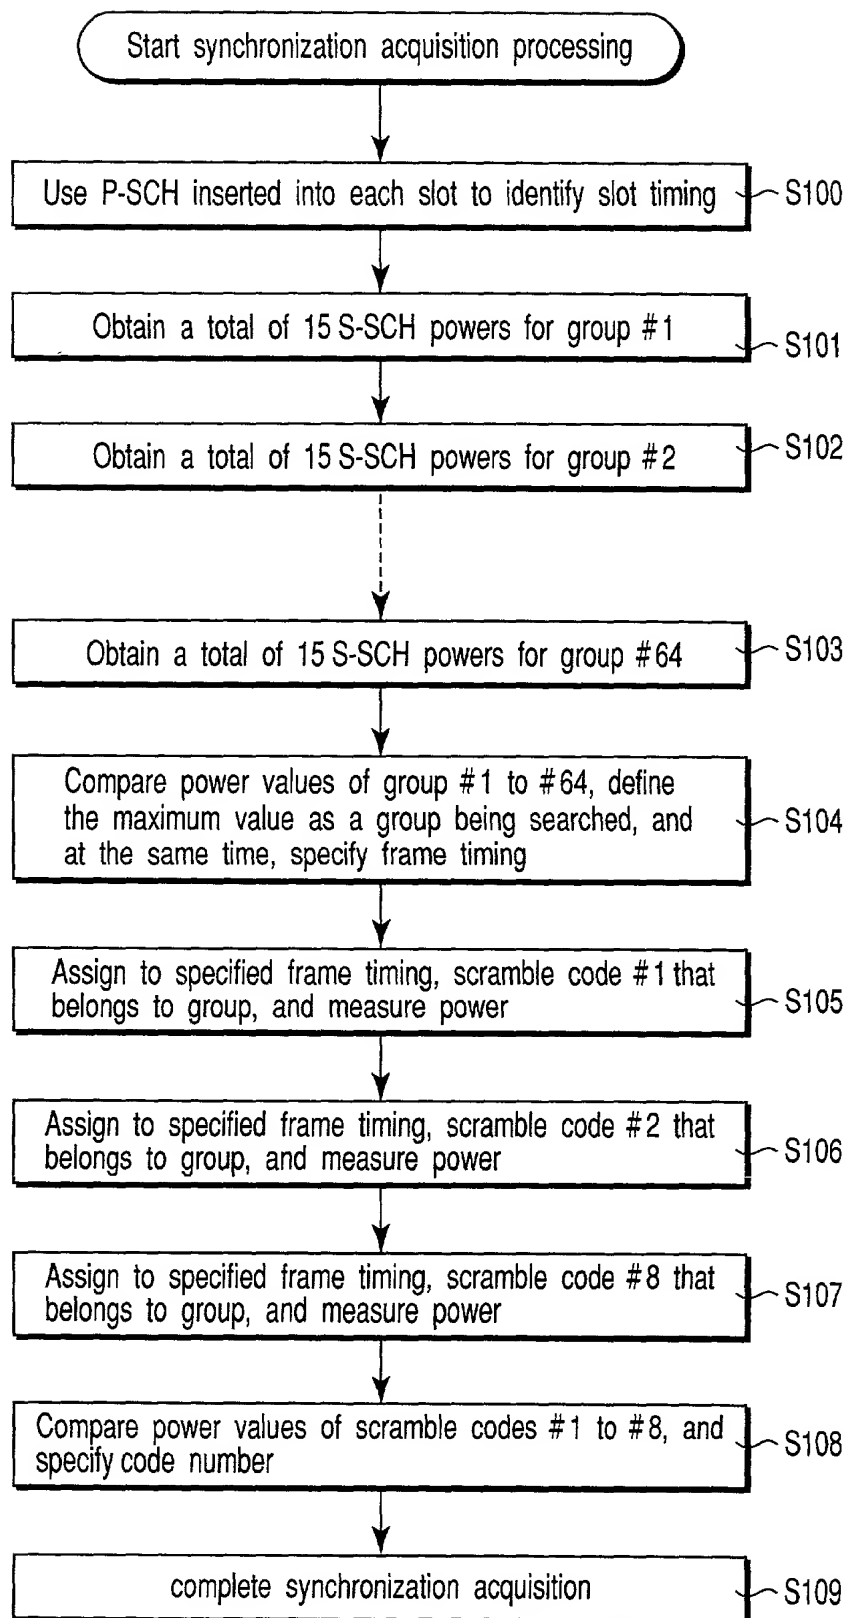 Start synchronization acquisition processing
Use P-SCH inserted into each slot to identify slot timing
S100
Obtain a total of 15 S-SCH powers for group #1
S101
Obtain a total of 15 S-SCH powers for group #2
S102
Obtain a total of 15 S-SCH powers for group #64
S103
Compare power values of group #1 to #64, define
the maximum value as a group being searched, and
at the same time, specify frame timing
S104
Assign to specified frame timing, scramble code #1 that
belongs to group, and measure power
S105
Assign to specified frame timing, scramble code #2 that
belongs to group, and measure power
S106
Assign to specified frame timing, scramble code #8 that
belongs to group, and measure power
S107
Compare power values of scramble codes #1 to #8, and
specify code number
S108
complete synchronization acquisition
S109